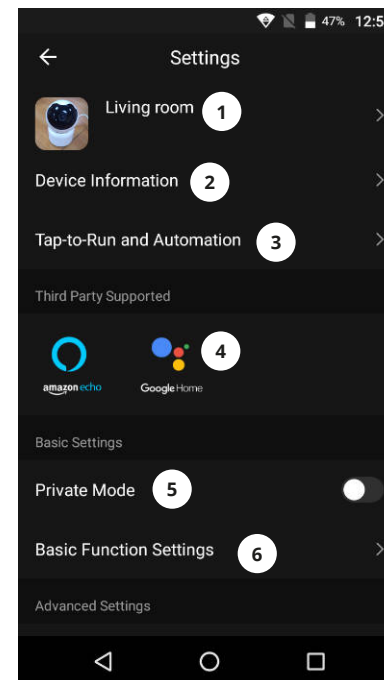 47% 12:5
Settings
Living room 1
Device Information 2
Tap-to-Run and Automation 3
Third Party Supported
4
amazon echo Google Home
Basic Settings
Private Mode 5
Basic Function Settings 6
Advanced Settings